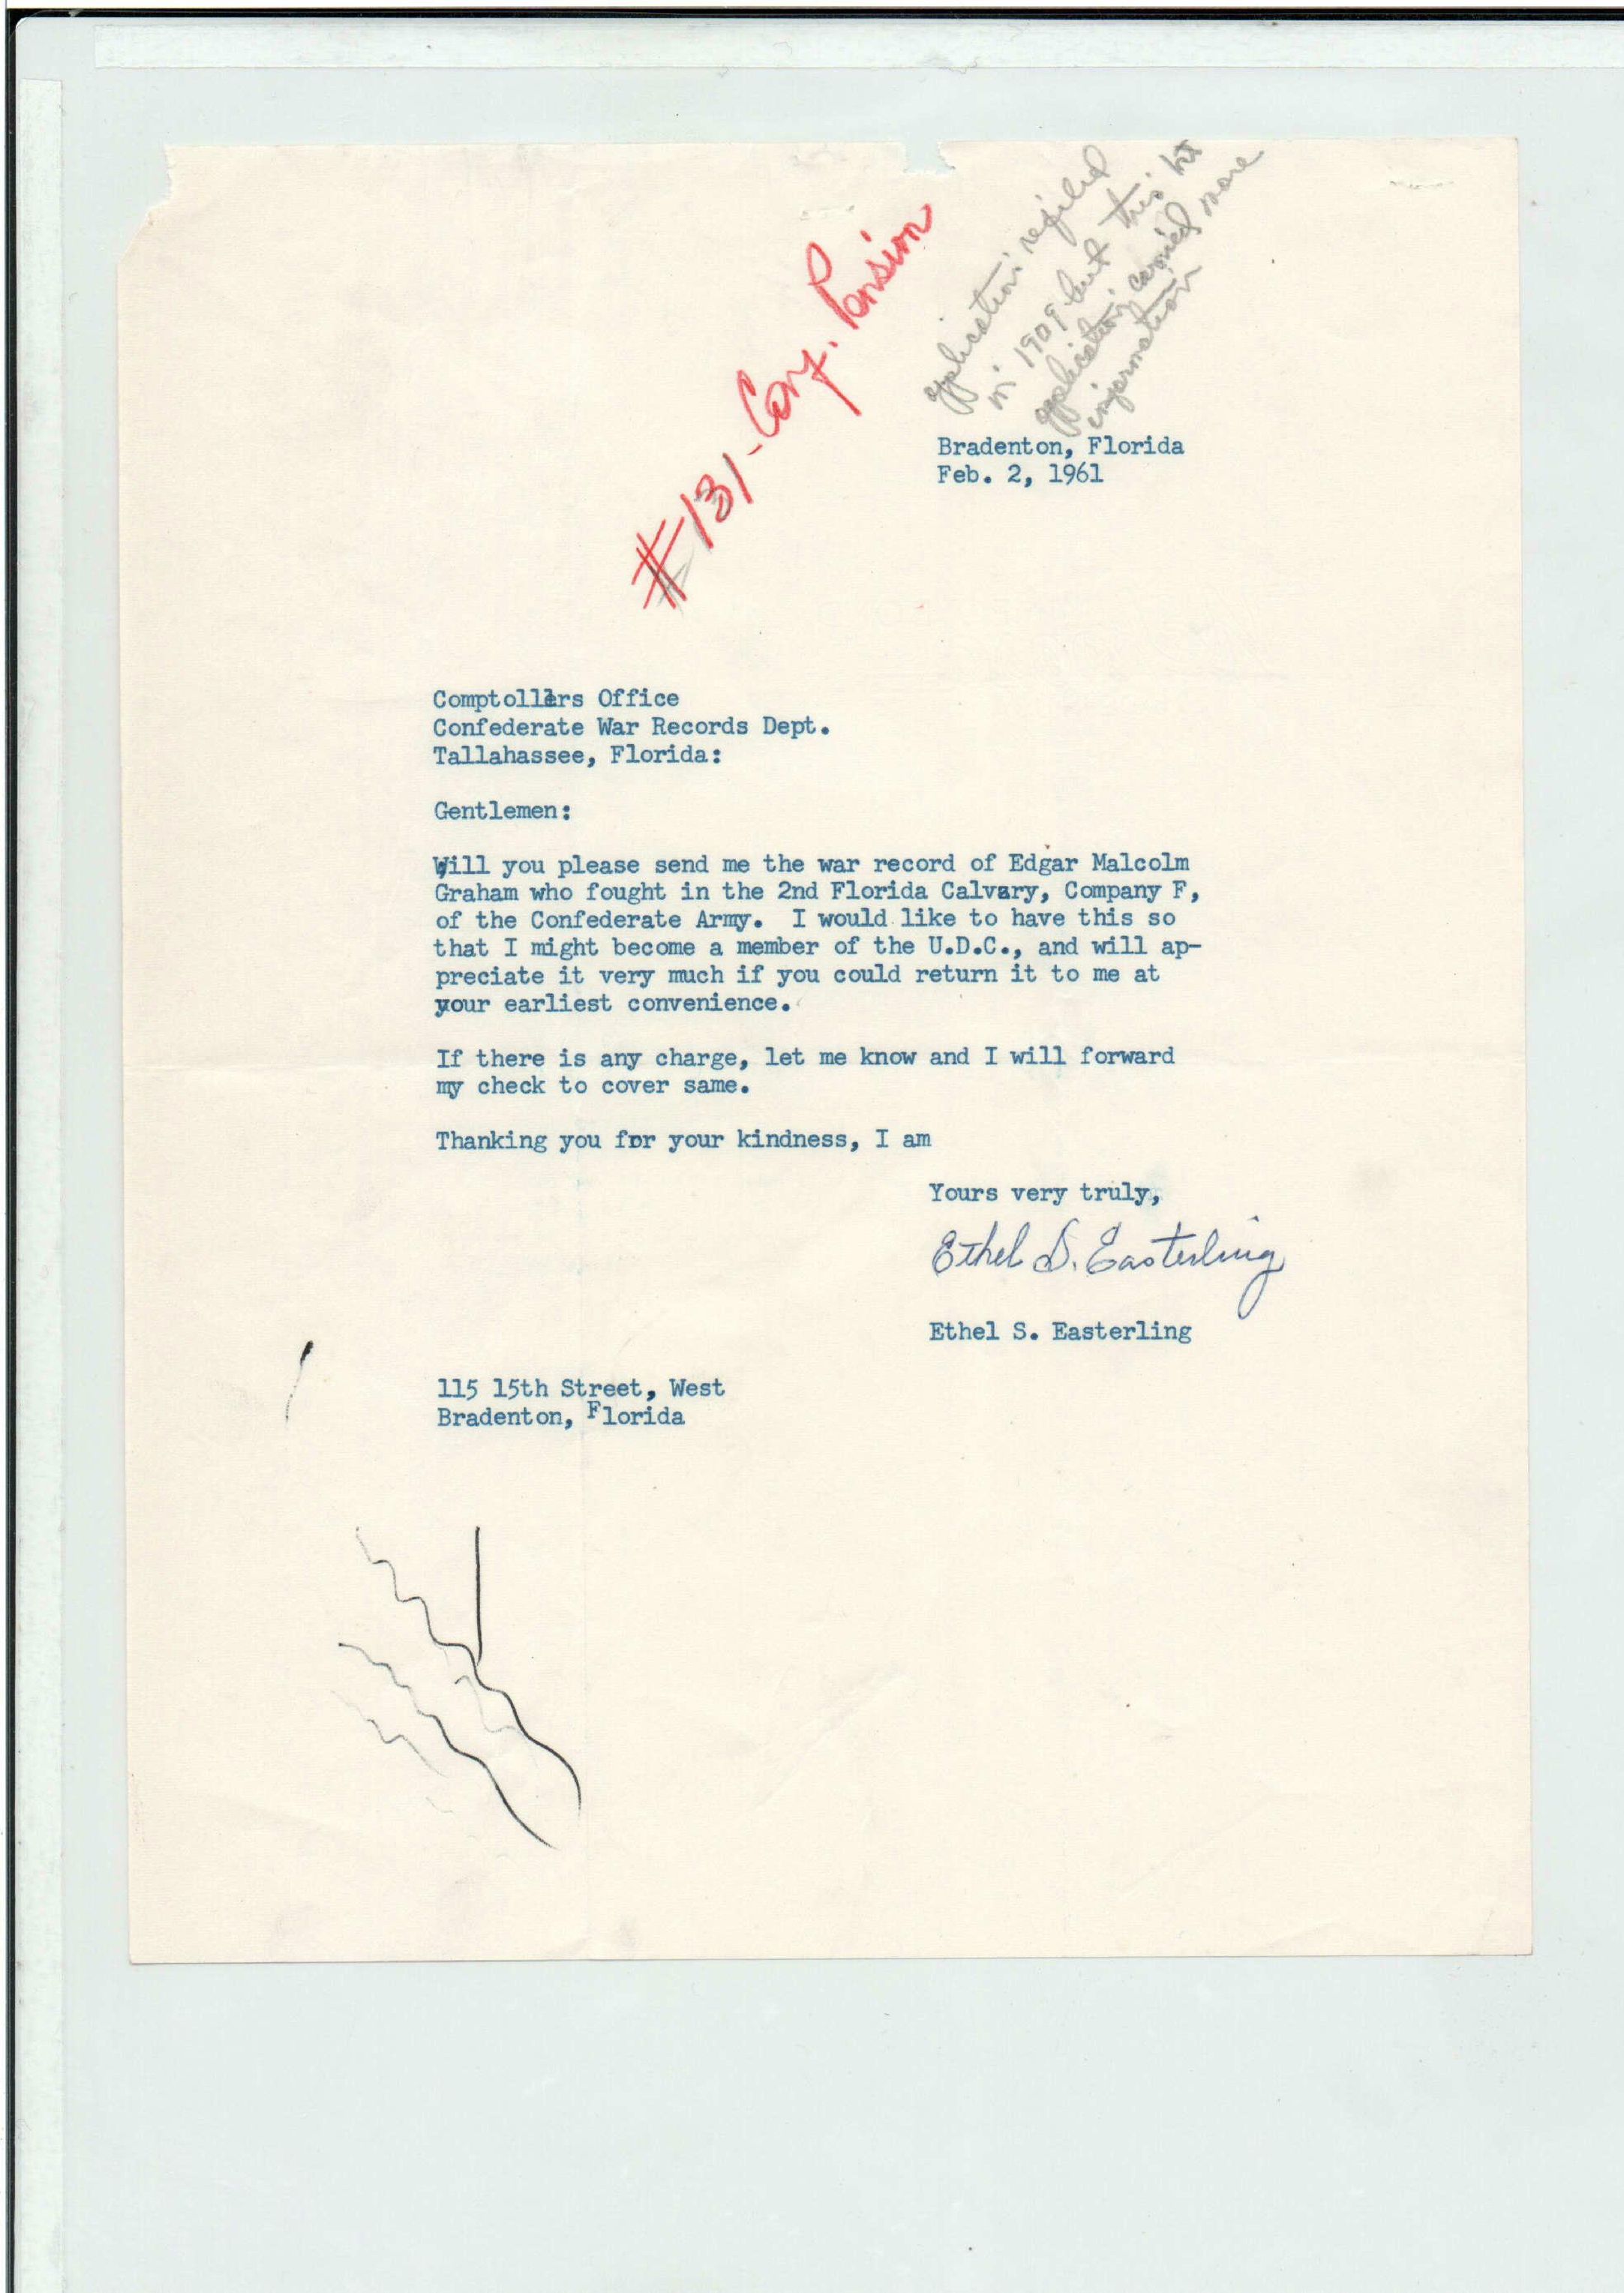 #131 - Conf. Pension
application refiled
in 1909 but this 1st
application carried more
information
Bradenton, Florida
Feb. 2, 1961
Comptollers Office
Confederate War Records Dept.
Tallahassee, Florida:
Gentlemen:
Will you please send me the war record of Edgar Malcolm
Graham who fought in the 2nd Florida Calvary, Company F,
of the Confederate Army. I would like to have this so
that I might become a member of the U.D.C., and will ap-
preciate it very much if you could return it to me at
your earliest convenience.
If there is any charge, let me know and I will forward
my check to cover same.
Thanking you for your kindness, I am
Yours very truly,
Ethel S. Easterling
Ethel S. Easterling
115 15th Street, West
Bradenton, Florida